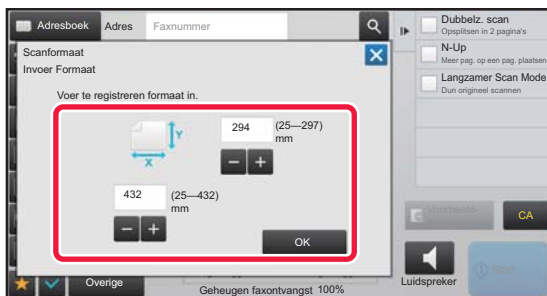 Adresboek
Adres
Faxnummer
Scanformaat
Invoer Formaat
Voer te registreren formaat in.
Y
X
294
(25—297)
mm
432
(25—432)
mm
OK
Dubbelz. scan
Opsplitsen in 2 pagina's
N-Up
Meer pag. op een pag. plaatsen
Langzamer Scan Mode
Dun origineel scannen
Voorbeeld
CA
Overige
Geheugen faxontvangst 100%
Luidspreker
Start